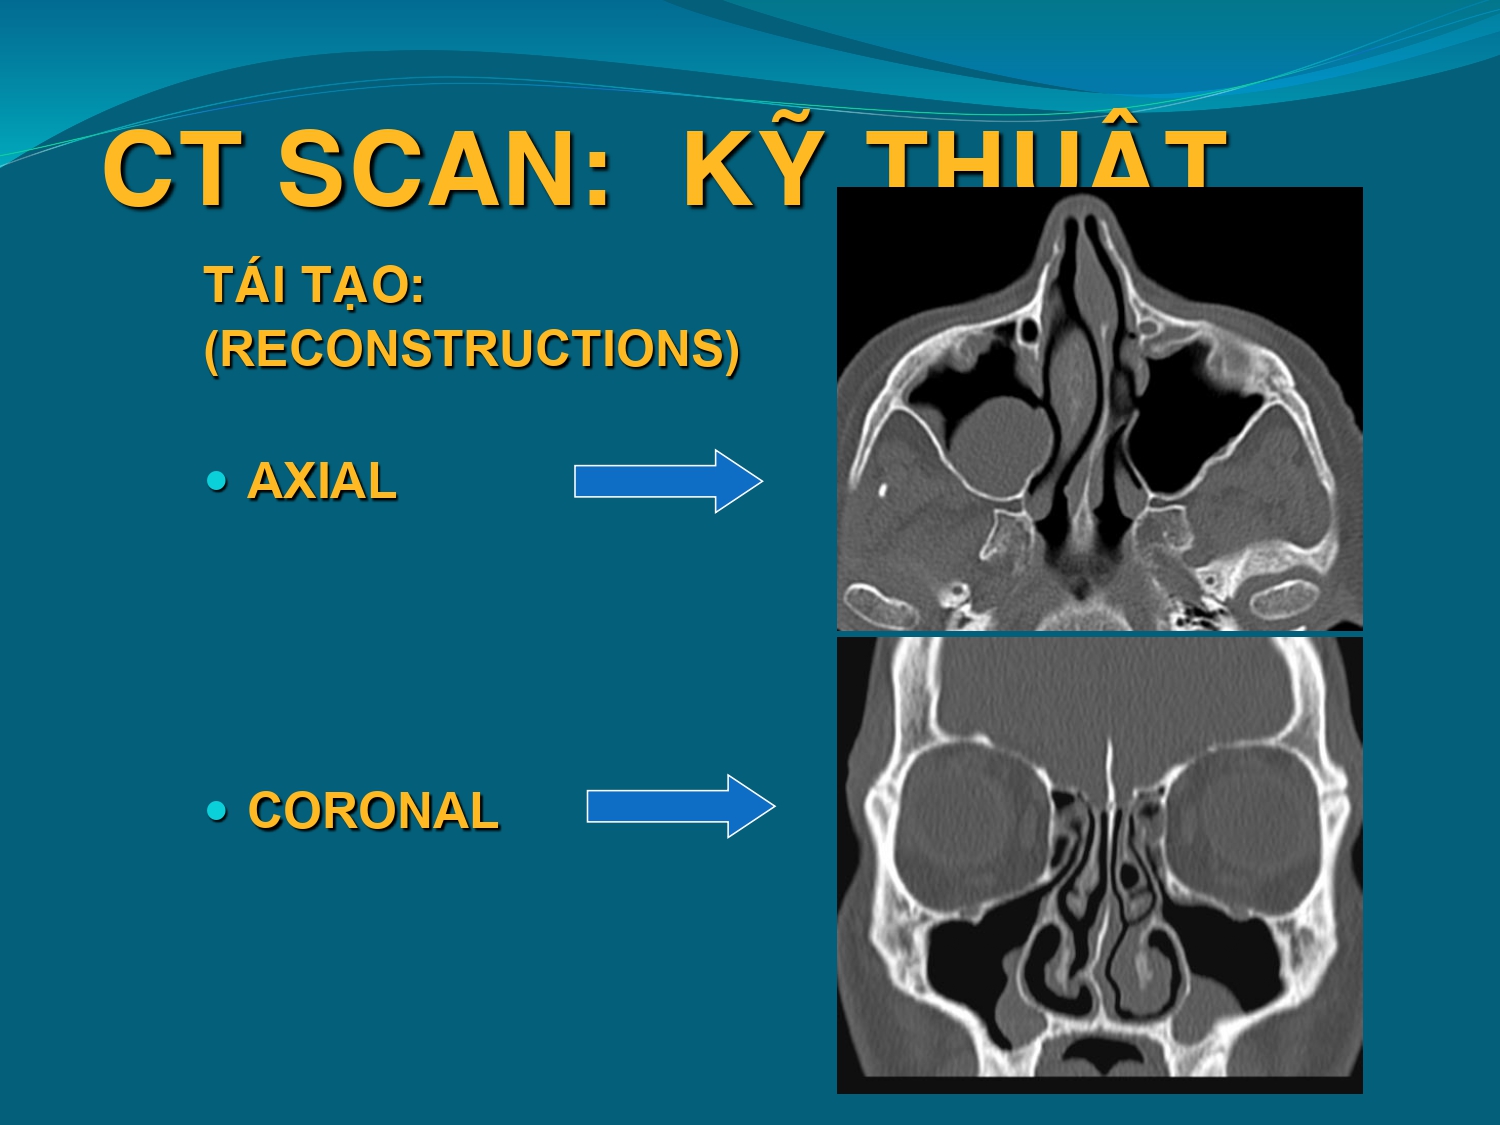 CT SCAN: KỸ THUẬT
TÁI TẠO:
(RECONSTRUCTIONS)
• AXIAL
• CORONAL